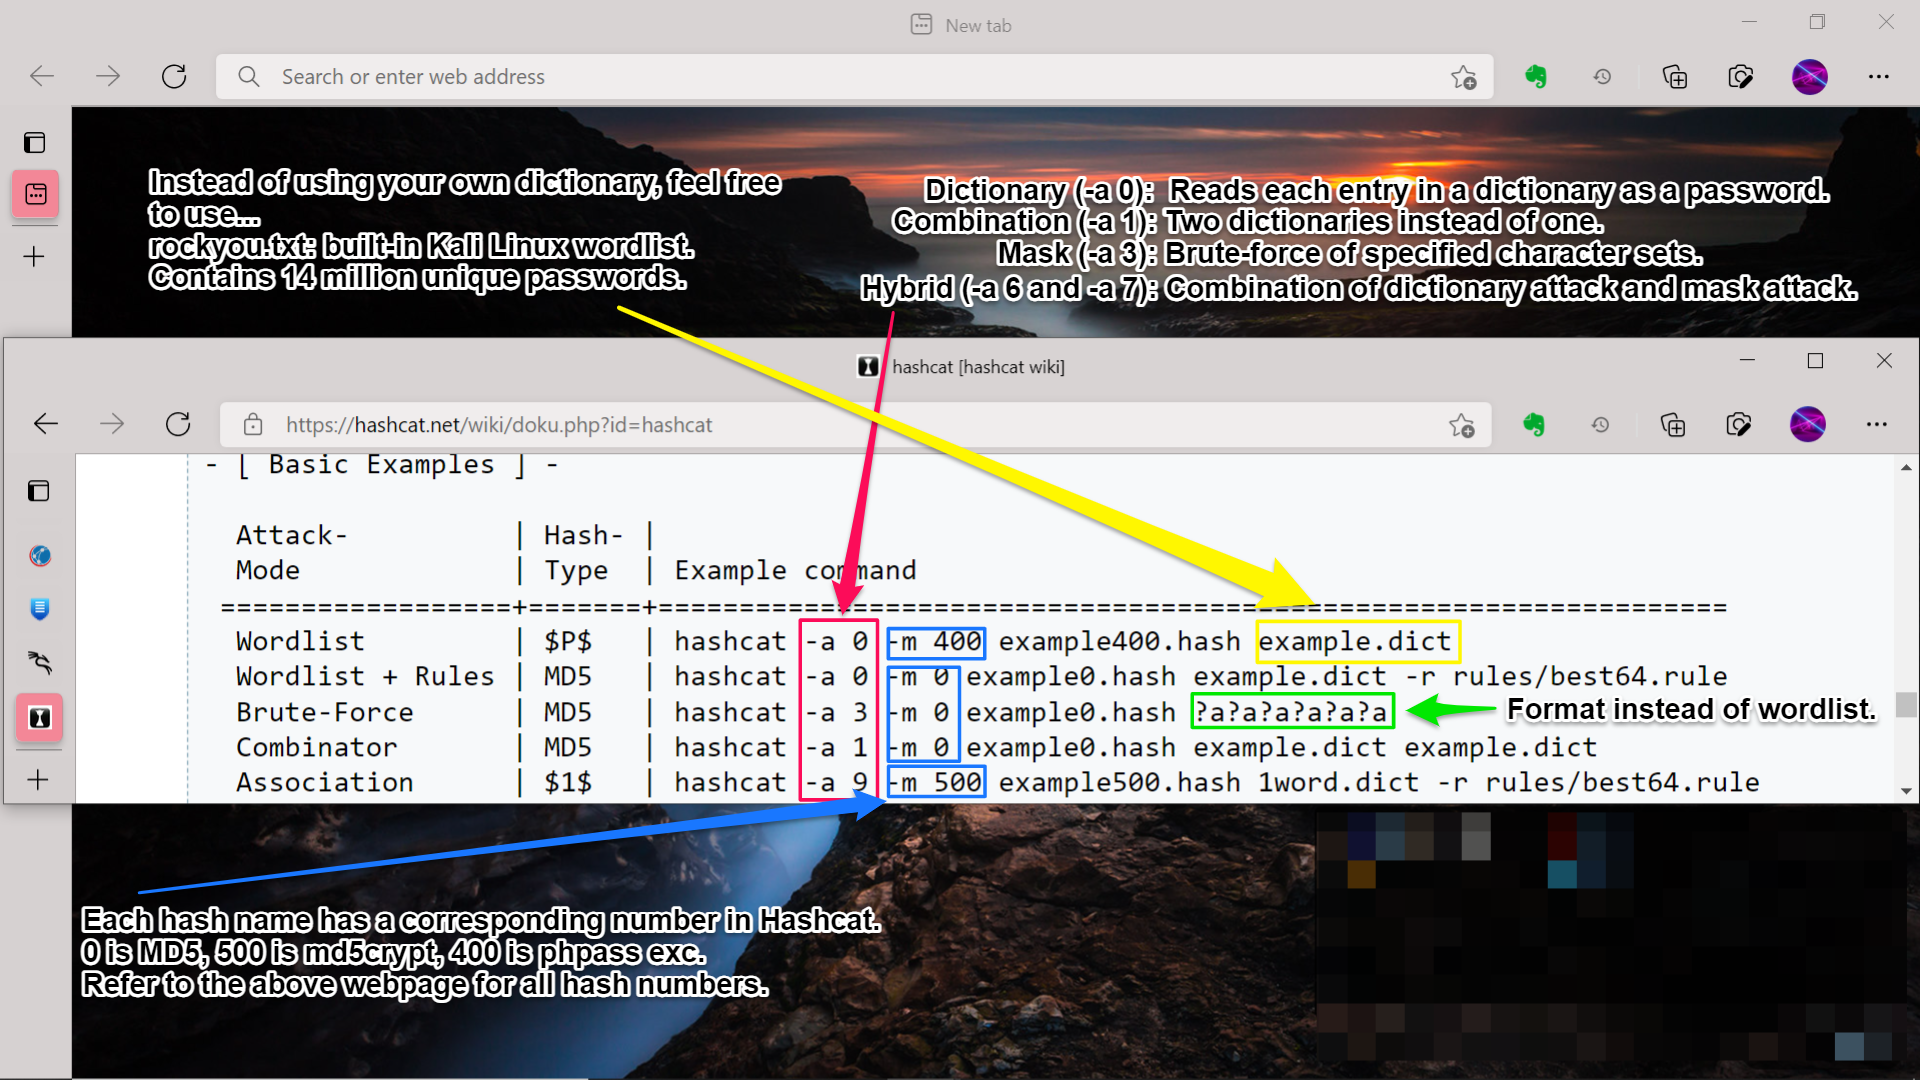 New tab
Search or enter web address
Instead of using your own dictionary, feel free
to use...
rockyou.txt: built-in Kali Linux wordlist.
Contains 14 million unique passwords.
Dictionary (-a 0):  Reads each entry in a dictionary as a password.
Combination (-a 1): Two dictionaries instead of one.
Mask (-a 3): Brute-force of specified character sets.
Hybrid (-a 6 and -a 7): Combination of dictionary attack and mask attack.
hashcat [hashcat wiki]
https://hashcat.net/wiki/doku.php?id=hashcat
- [ Basic Examples ] -
Attack-          | Hash- |
Mode             | Type  | Example command
==================+=======+==================================================================
Wordlist         | $P$   | hashcat -a 0 -m 400 example400.hash example.dict
Wordlist + Rules | MD5   | hashcat -a 0 -m 0 example0.hash example.dict -r rules/best64.rule
Brute-Force      | MD5   | hashcat -a 3 -m 0 example0.hash ?a?a?a?a?a?a
Format instead of wordlist.
Combinator       | MD5   | hashcat -a 1 -m 0 example0.hash example.dict example.dict
Association      | $1$   | hashcat -a 9 -m 500 example500.hash 1word.dict -r rules/best64.rule
Each hash name has a corresponding number in Hashcat.
0 is MD5, 500 is md5crypt, 400 is phpass exc.
Refer to the above webpage for all hash numbers.